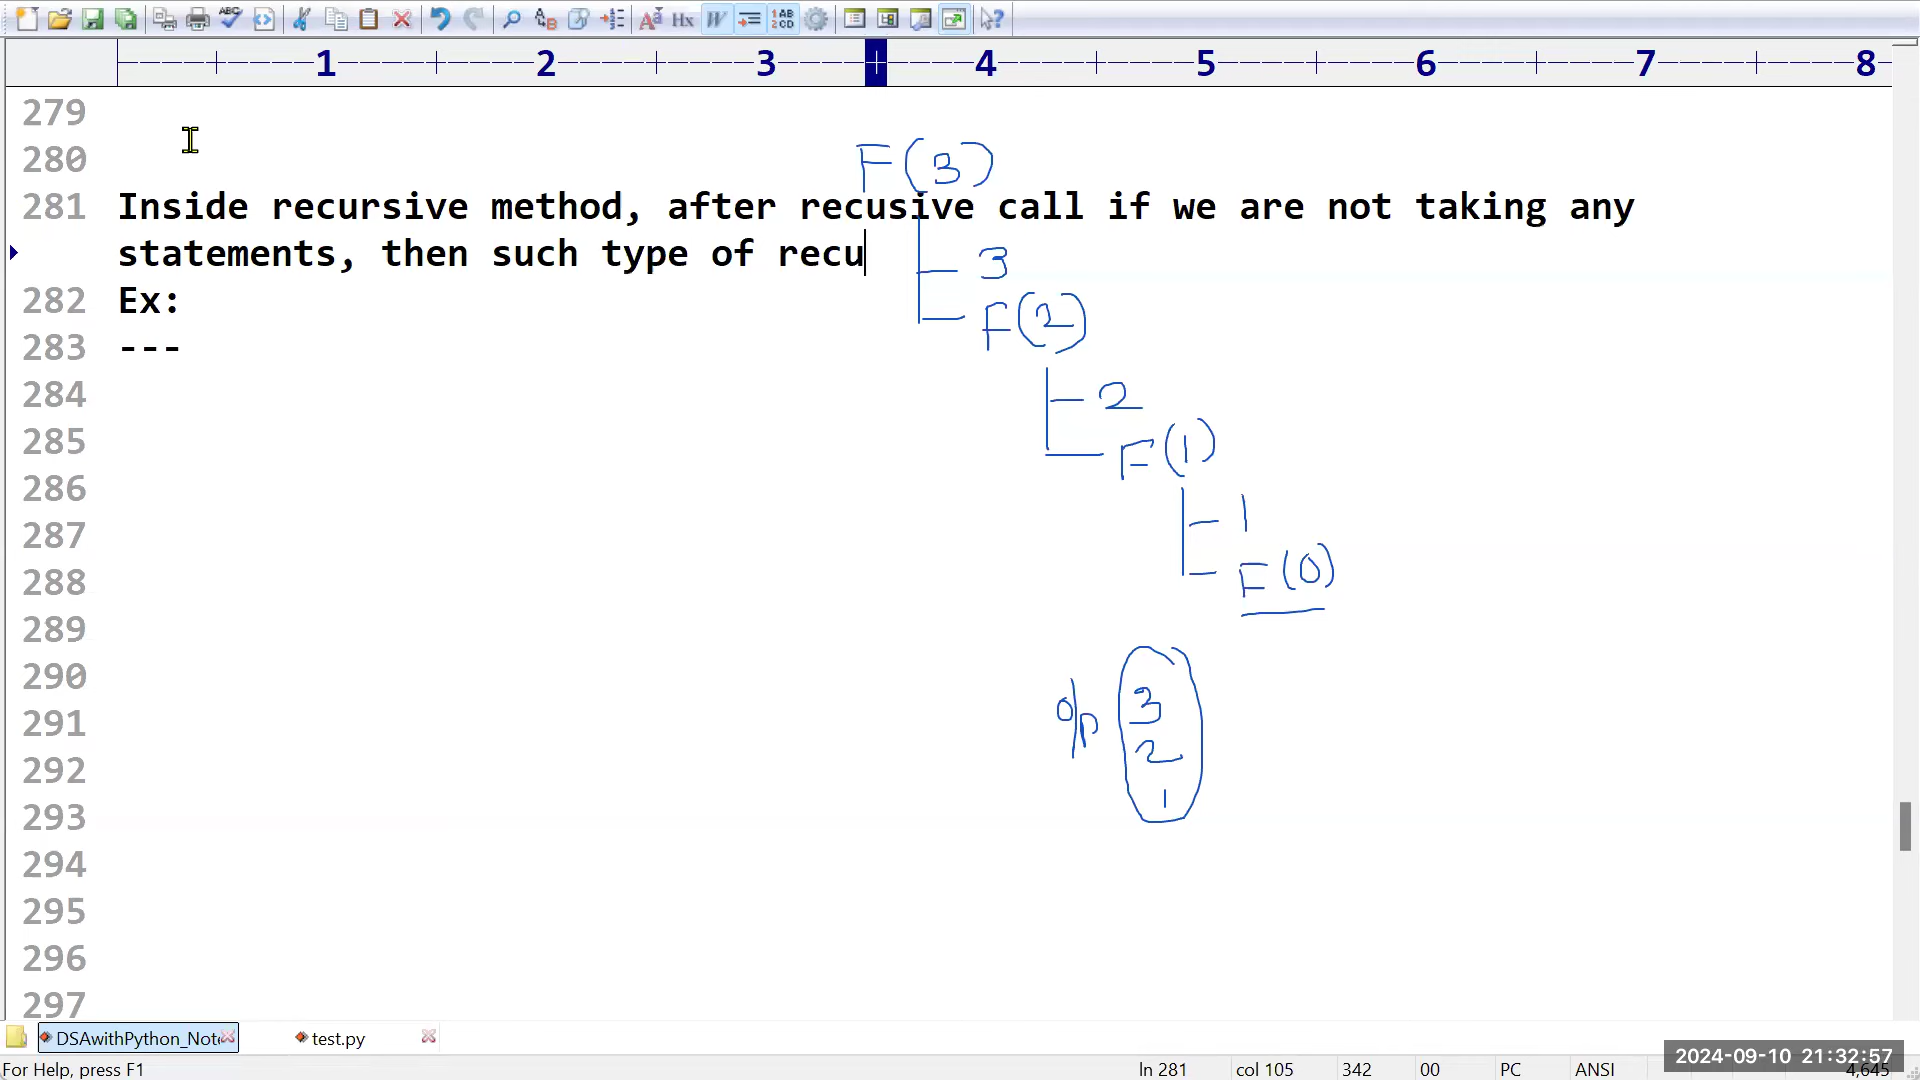 1 2 3 4 5 6 7 8
279
280
F(3)
281 Inside recursive method, after recusive call if we are not taking any
statements, then such type of recu
3
282 Ex:
F(2)
283 ---
284
2
285
F(1)
286
287
1
288
F(0)
289
290
291
o/p 3
292
2
293
1
294
295
296
297
DSAwithPython_Note test.py
For Help, press F1 ln 281 col 105 342 00 PC ANSI 4,645
2024-09-10 21:32:57